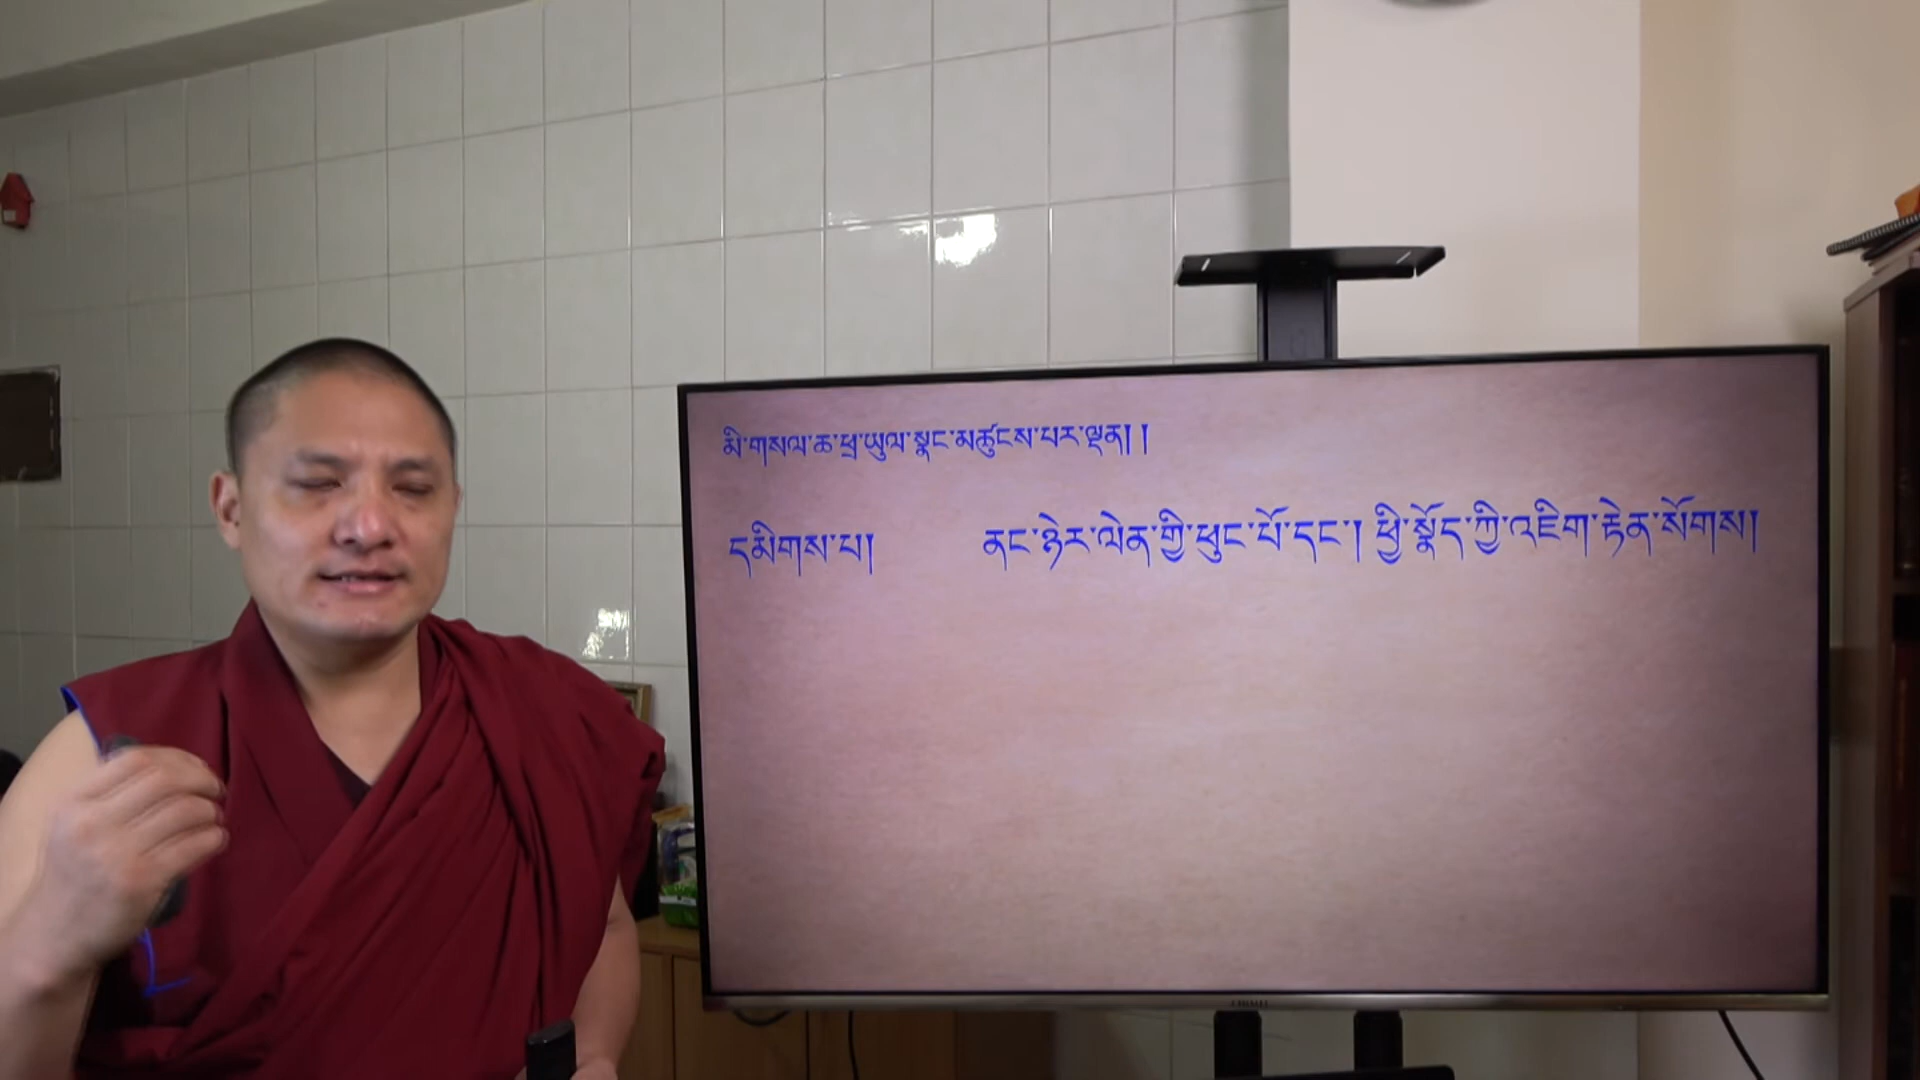 མི་གསལ་ཆ་ཕྲ་ཡུལ་སྣང་མཚུངས་པར་ལྡན། །
དམིགས་པ། ནང་ཉེར་ལེན་གྱི་ཕུང་པོ་དང་། ཕྱི་སྣོད་ཀྱི་འཇིག་རྟེན་སོགས།